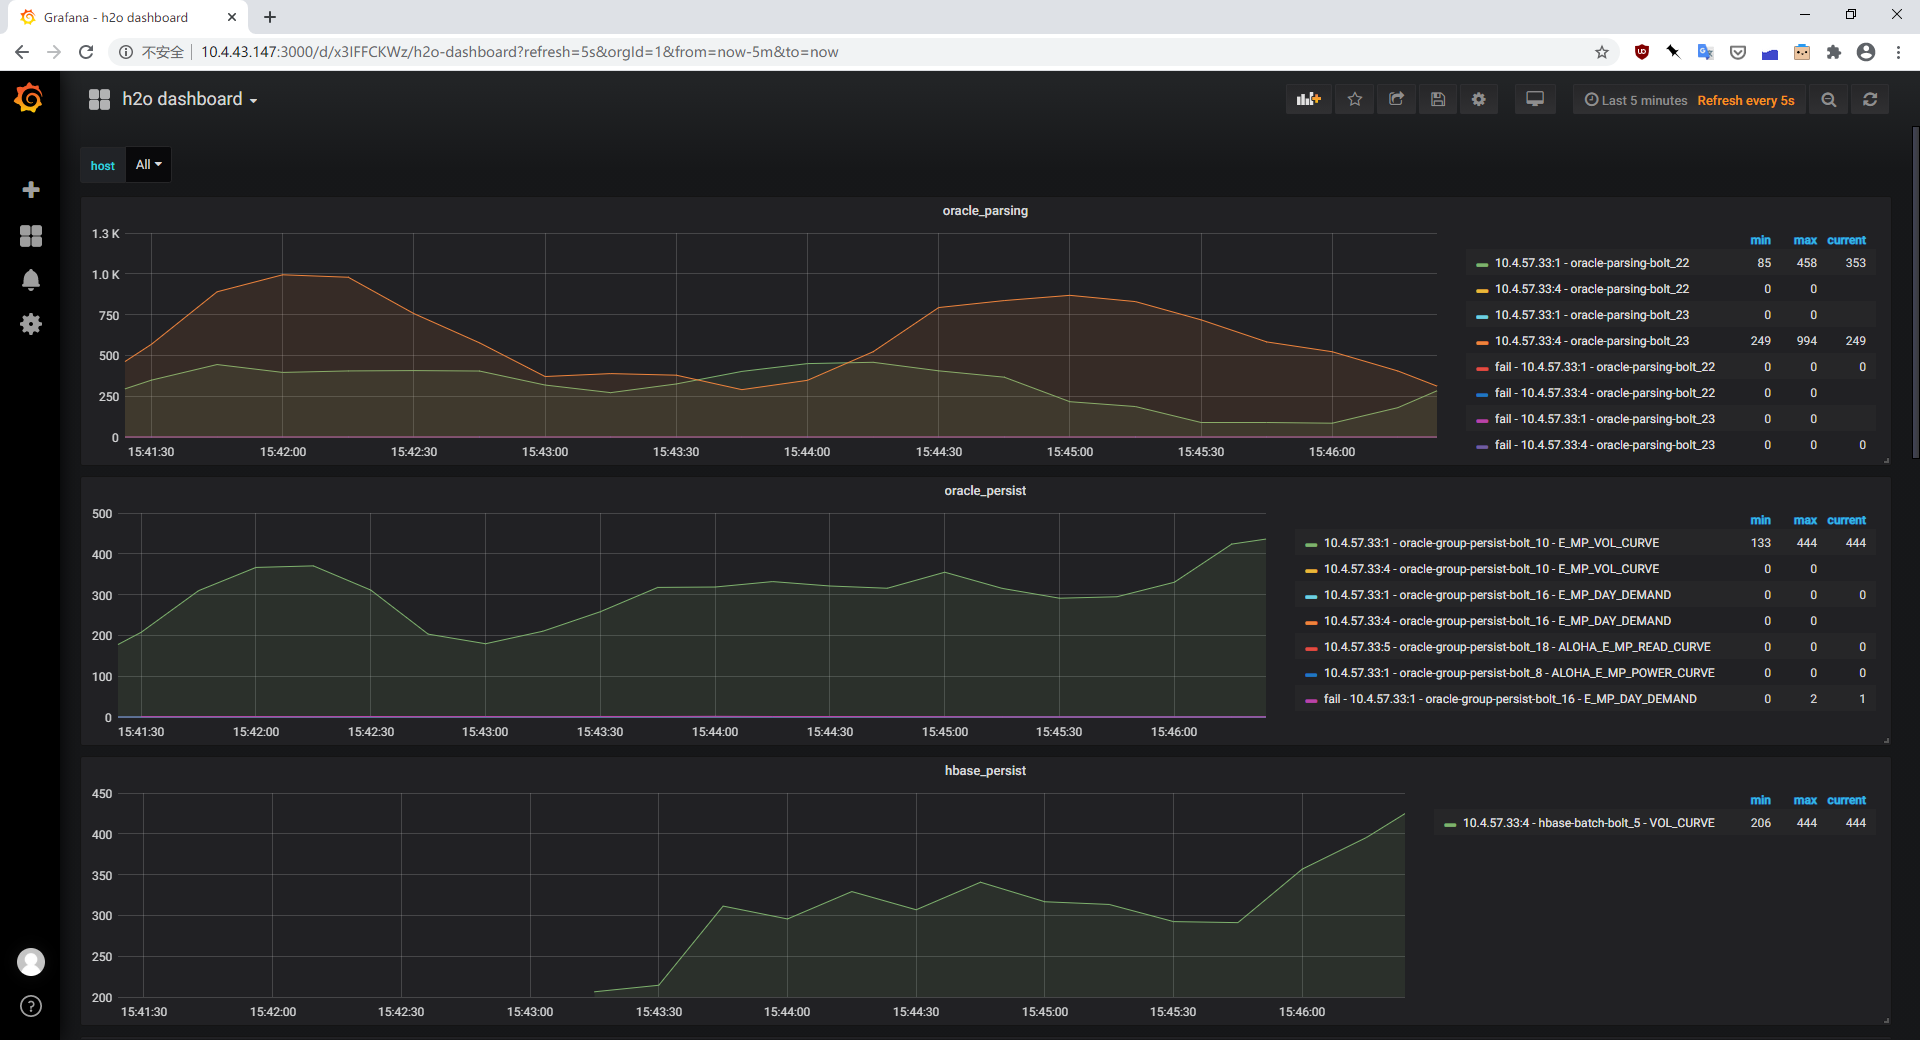 Grafana - h2o dashboard
不安全 10.4.43.147:3000/d/x3IFFCKWz/h2o-dashboard?refresh=5s&orgId=1&from=now-5m&to=now
h2o dashboard
Last 5 minutes Refresh every 5s
host All
oracle_parsing
1.3 K
1.0 K
750
500
250
0
15:41:30 15:42:00 15:42:30 15:43:00 15:43:30 15:44:00 15:44:30 15:45:00 15:45:30 15:46:00
min max current
10.4.57.33:1 - oracle-parsing-bolt_22 85 458 353
10.4.57.33:4 - oracle-parsing-bolt_22 0 0
10.4.57.33:1 - oracle-parsing-bolt_23 0 0
10.4.57.33:4 - oracle-parsing-bolt_23 249 994 249
fail - 10.4.57.33:1 - oracle-parsing-bolt_22 0 0 0
fail - 10.4.57.33:4 - oracle-parsing-bolt_22 0 0
fail - 10.4.57.33:1 - oracle-parsing-bolt_23 0 0
fail - 10.4.57.33:4 - oracle-parsing-bolt_23 0 0 0
oracle_persist
500
400
300
200
100
0
15:41:30 15:42:00 15:42:30 15:43:00 15:43:30 15:44:00 15:44:30 15:45:00 15:45:30 15:46:00
min max current
10.4.57.33:1 - oracle-group-persist-bolt_10 - E_MP_VOL_CURVE 133 444 444
10.4.57.33:4 - oracle-group-persist-bolt_10 - E_MP_VOL_CURVE 0 0
10.4.57.33:1 - oracle-group-persist-bolt_16 - E_MP_DAY_DEMAND 0 0 0
10.4.57.33:4 - oracle-group-persist-bolt_16 - E_MP_DAY_DEMAND 0 0
10.4.57.33:5 - oracle-group-persist-bolt_18 - ALOHA_E_MP_READ_CURVE 0 0 0
10.4.57.33:1 - oracle-group-persist-bolt_8 - ALOHA_E_MP_POWER_CURVE 0 0 0
fail - 10.4.57.33:1 - oracle-group-persist-bolt_16 - E_MP_DAY_DEMAND 0 2 1
hbase_persist
450
400
350
300
250
200
15:41:30 15:42:00 15:42:30 15:43:00 15:43:30 15:44:00 15:44:30 15:45:00 15:45:30 15:46:00
min max current
10.4.57.33:4 - hbase-batch-bolt_5 - VOL_CURVE 206 444 444